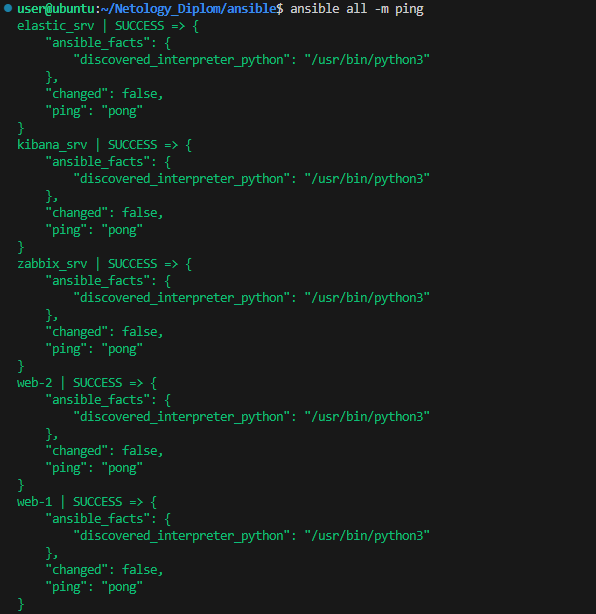 user@ubuntu:~/Netology_Diplom/ansible$ ansible all -m ping
elastic_srv | SUCCESS => {
    "ansible_facts": {
        "discovered_interpreter_python": "/usr/bin/python3"
    },
    "changed": false,
    "ping": "pong"
}
kibana_srv | SUCCESS => {
    "ansible_facts": {
        "discovered_interpreter_python": "/usr/bin/python3"
    },
    "changed": false,
    "ping": "pong"
}
zabbix_srv | SUCCESS => {
    "ansible_facts": {
        "discovered_interpreter_python": "/usr/bin/python3"
    },
    "changed": false,
    "ping": "pong"
}
web-2 | SUCCESS => {
    "ansible_facts": {
        "discovered_interpreter_python": "/usr/bin/python3"
    },
    "changed": false,
    "ping": "pong"
}
web-1 | SUCCESS => {
    "ansible_facts": {
        "discovered_interpreter_python": "/usr/bin/python3"
    },
    "changed": false,
    "ping": "pong"
}